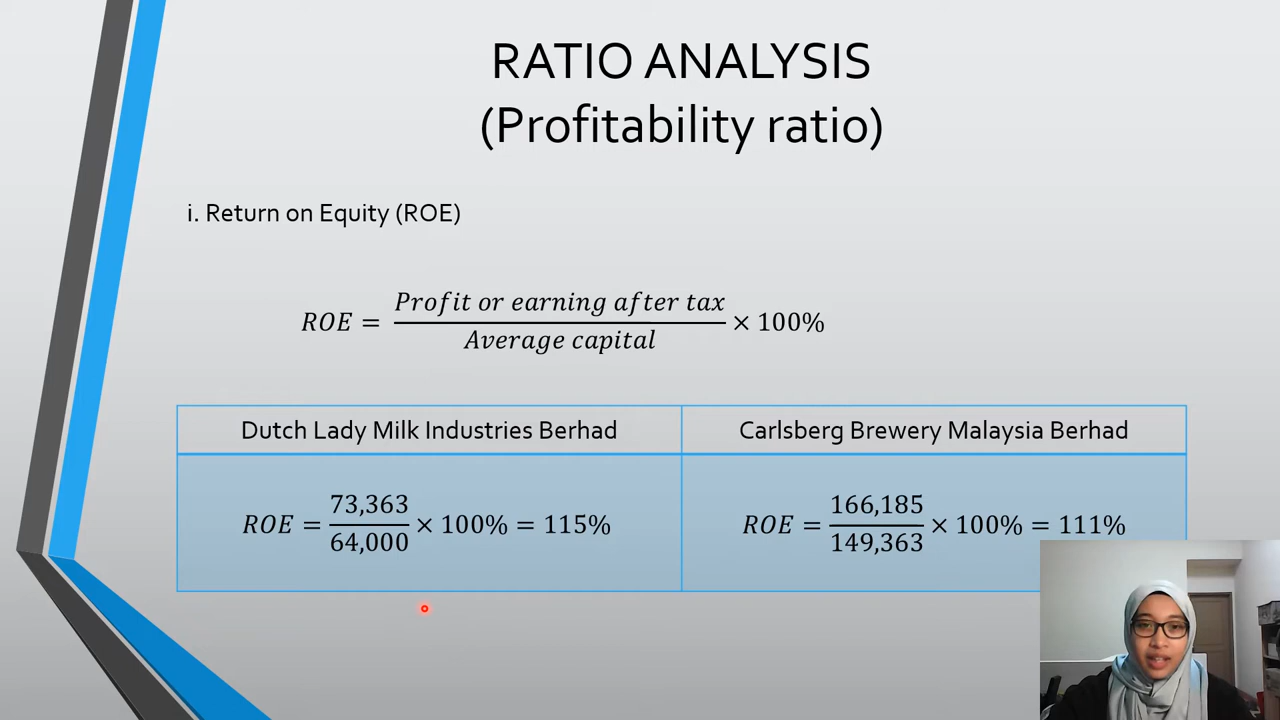 RATIO ANALYSIS
(Profitability ratio)
i. Return on Equity (ROE)
ROE = Profit or earning after tax / Average capital × 100%
Dutch Lady Milk Industries Berhad
Carlsberg Brewery Malaysia Berhad
ROE = 73,363 / 64,000 × 100% = 115%
ROE = 166,185 / 149,363 × 100% = 111%